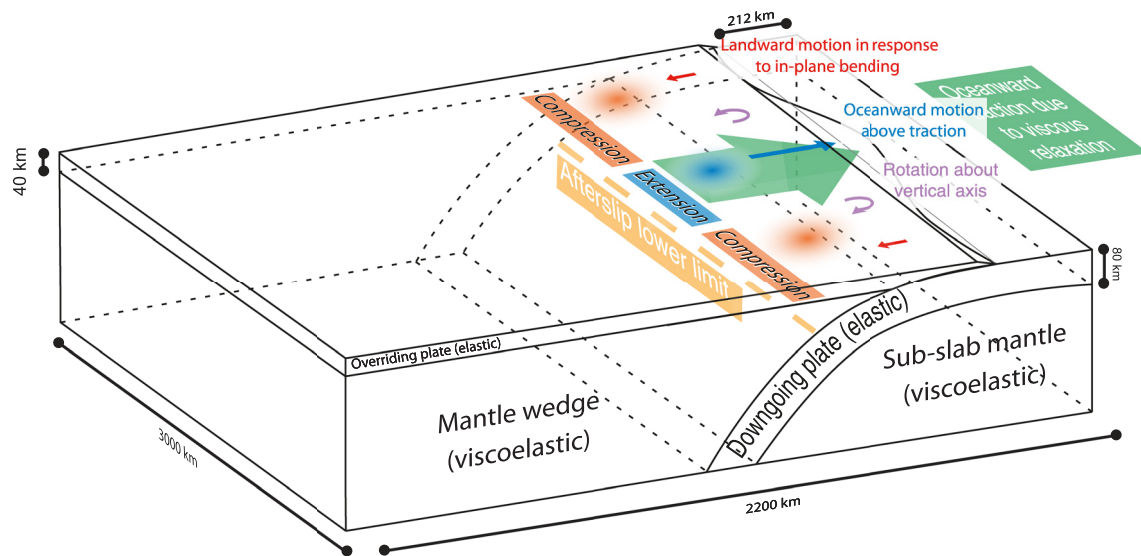 212 km
Landward motion in response
to in-plane bending
Oceanward
due
to viscous
relaxation
Oceanward motion
above traction
Rotation about
vertical axis
40 km
Compression
Extension
Compression
Afterslip lower limit
80 km
Overriding plate (elastic)
Downgoing plate (elastic)
Sub-slab mantle
(viscoelastic)
Mantle wedge
(viscoelastic)
3000 km
2200 km